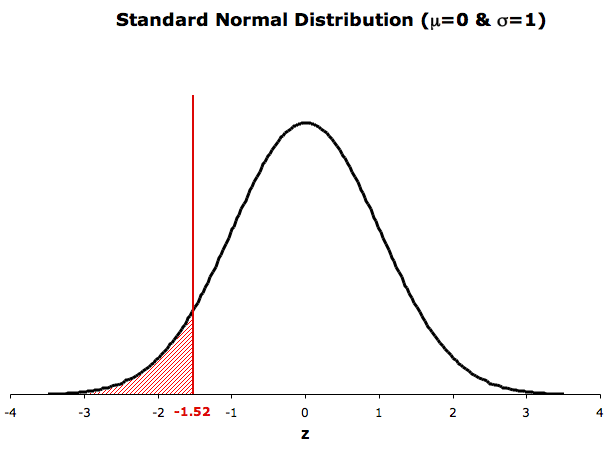 Standard Normal Distribution (μ=0 & σ=1)
-4 -3 -2 -1.52 -1 0 1 2 3 4
z